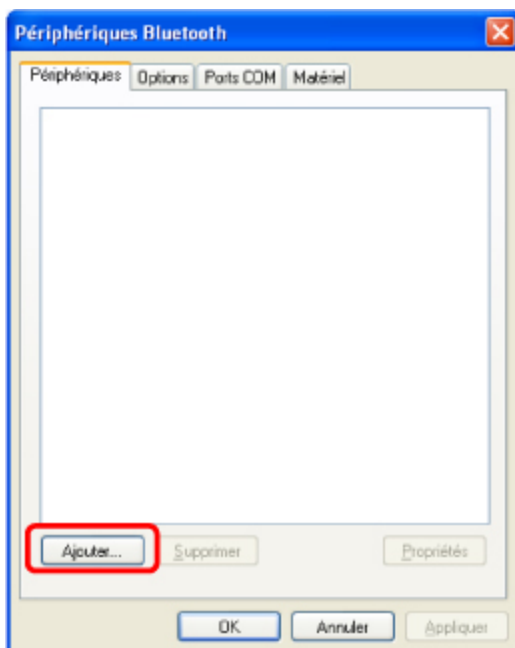 Périphériques Bluetooth
Périphériques Options Ports COM Matériel
Ajouter... Supprimer Propriétés
OK Annuler Appliquer